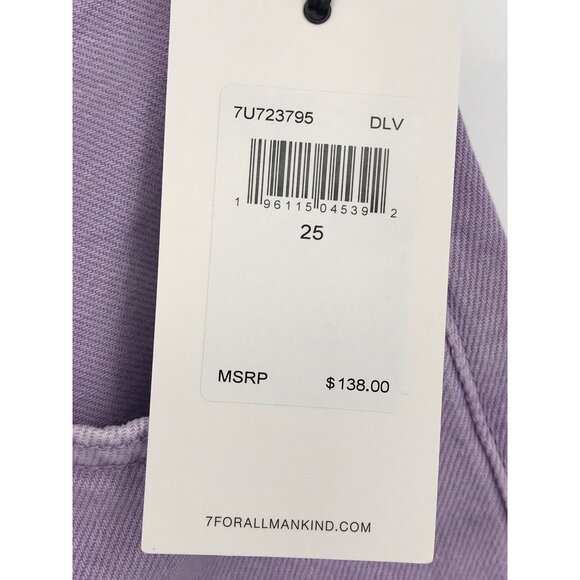 7U723795 DLV
1 96115 04539 2
25
MSRP $138.00
7FORALLMANKIND.COM